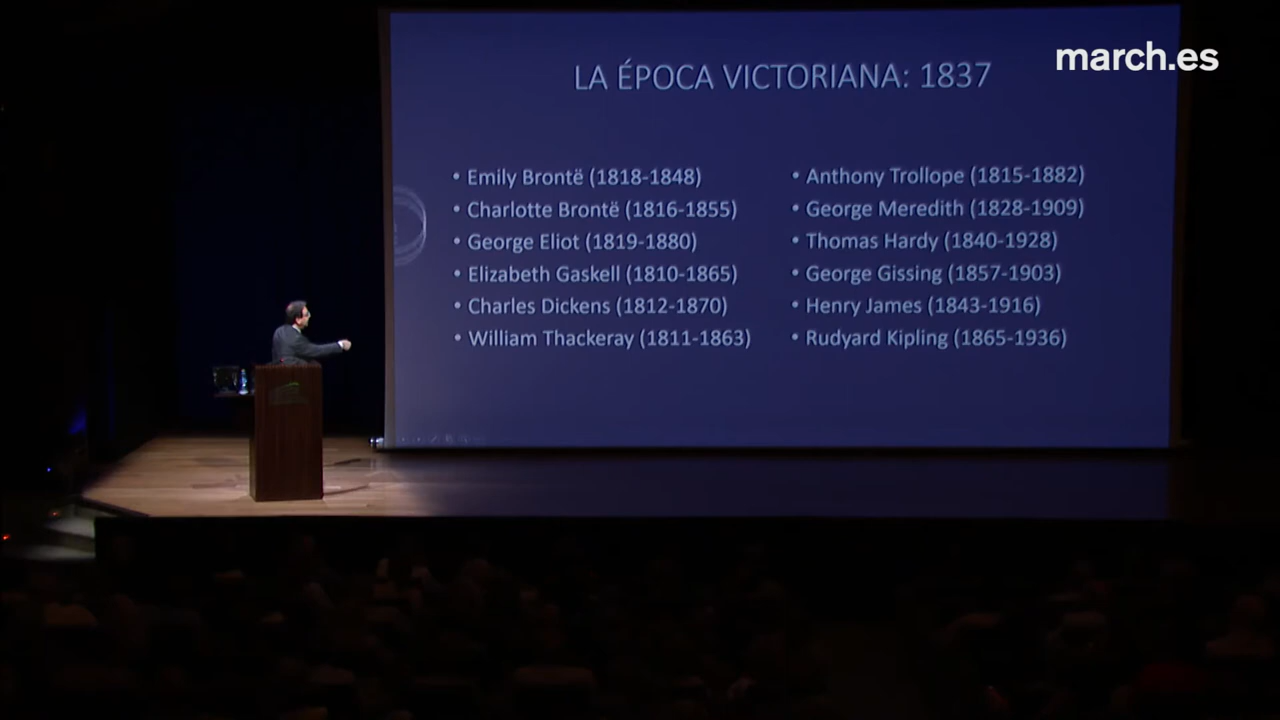 march.es
LA ÉPOCA VICTORIANA: 1837
• Emily Brontë (1818-1848)
• Charlotte Brontë (1816-1855)
• George Eliot (1819-1880)
• Elizabeth Gaskell (1810-1865)
• Charles Dickens (1812-1870)
• William Thackeray (1811-1863)
• Anthony Trollope (1815-1882)
• George Meredith (1828-1909)
• Thomas Hardy (1840-1928)
• George Gissing (1857-1903)
• Henry James (1843-1916)
• Rudyard Kipling (1865-1936)